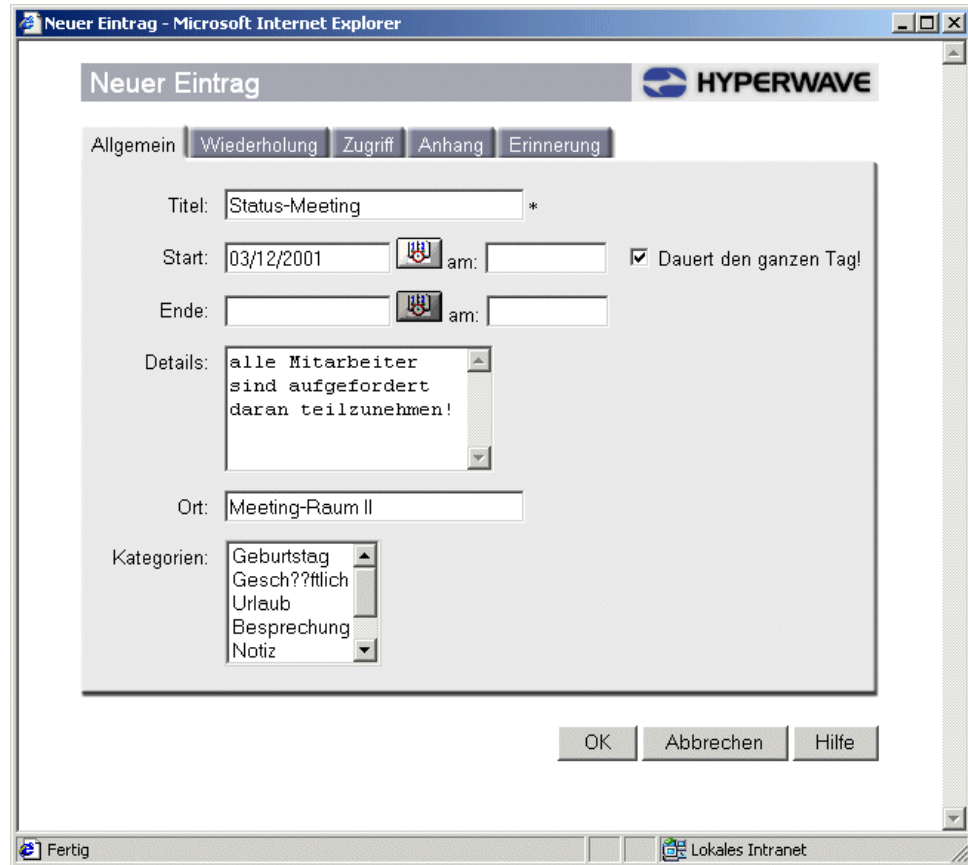 Neuer Eintrag - Microsoft Internet Explorer
Neuer Eintrag HYPERWAVE
Allgemein Wiederholung Zugriff Anhang Erinnerung
Titel: Status-Meeting *
Start: 03/12/2001 am: Dauert den ganzen Tag!
Ende: am:
Details: alle Mitarbeiter
sind aufgefordert
daran teilzunehmen!
Ort: Meeting-Raum II
Kategorien: Geburtstag
Gesch??ftlich
Urlaub
Besprechung
Notiz
OK Abbrechen Hilfe
Fertig Lokales Intranet